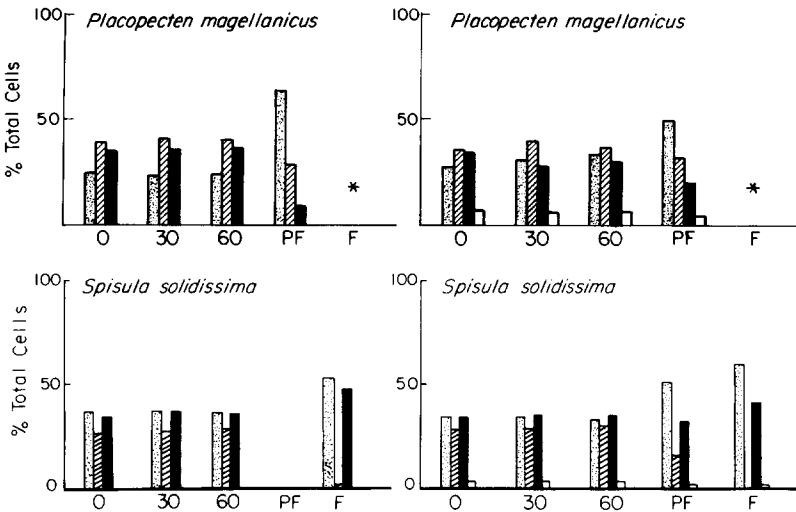 100
Placopecten magellanicus
% Total Cells
50
*
0 30 60 PF F
Placopecten magellanicus
100
50
*
0 30 60 PF F
100
Spisula solidissima
% Total Cells
50
0
0 30 60 PF F
100
Spisula solidissima
50
0
0 30 60 PF F